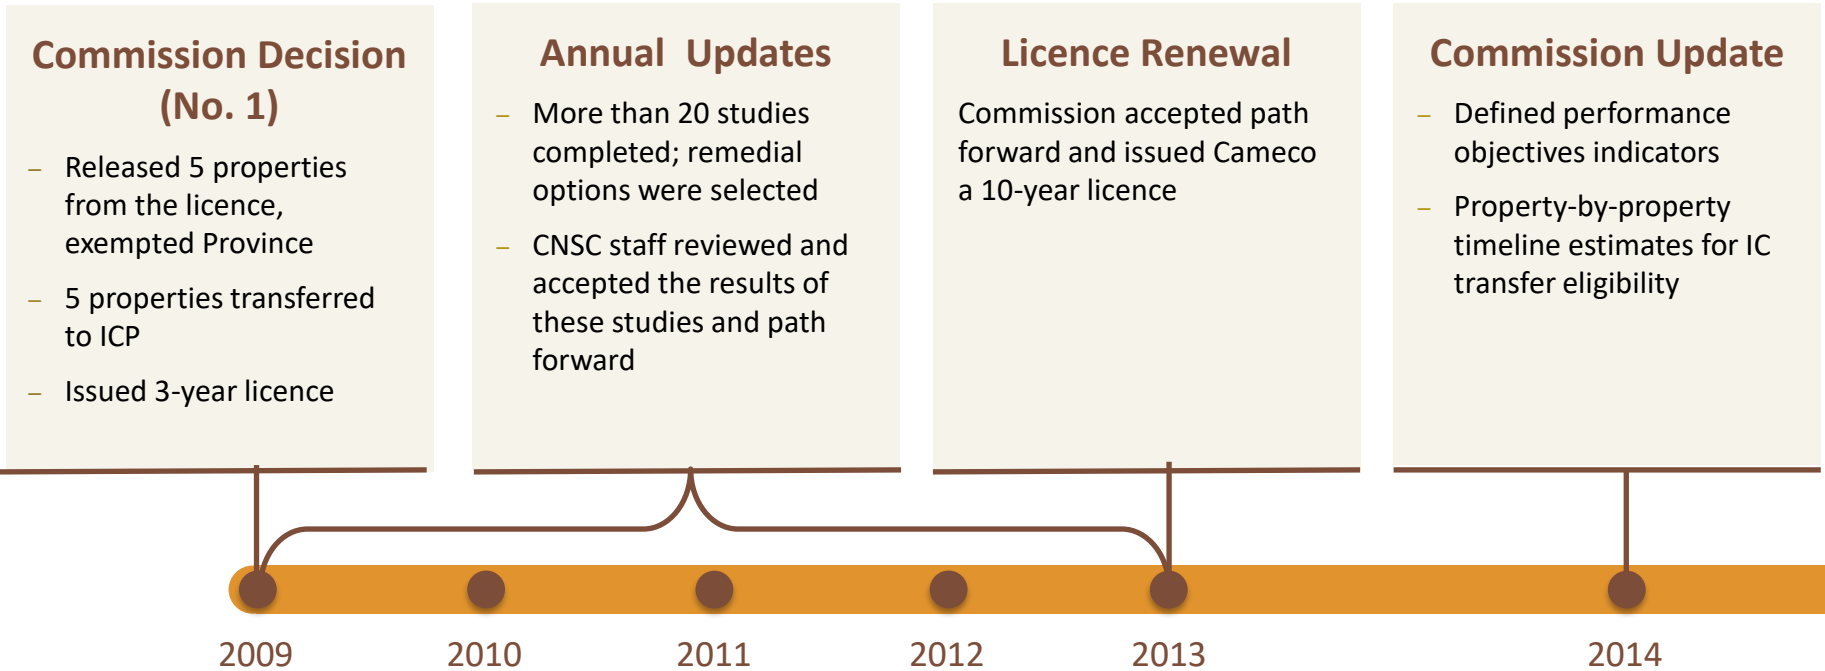 Commission Decision
(No. 1)
– Released 5 properties
from the licence,
exempted Province
– 5 properties transferred
to ICP
– Issued 3-year licence
Annual Updates
– More than 20 studies
completed; remedial
options were selected
– CNSC staff reviewed and
accepted the results of
these studies and path
forward
Licence Renewal
Commission accepted path
forward and issued Cameco
a 10-year licence
Commission Update
– Defined performance
objectives indicators
– Property-by-property
timeline estimates for IC
transfer eligibility
2009
2010
2011
2012
2013
2014